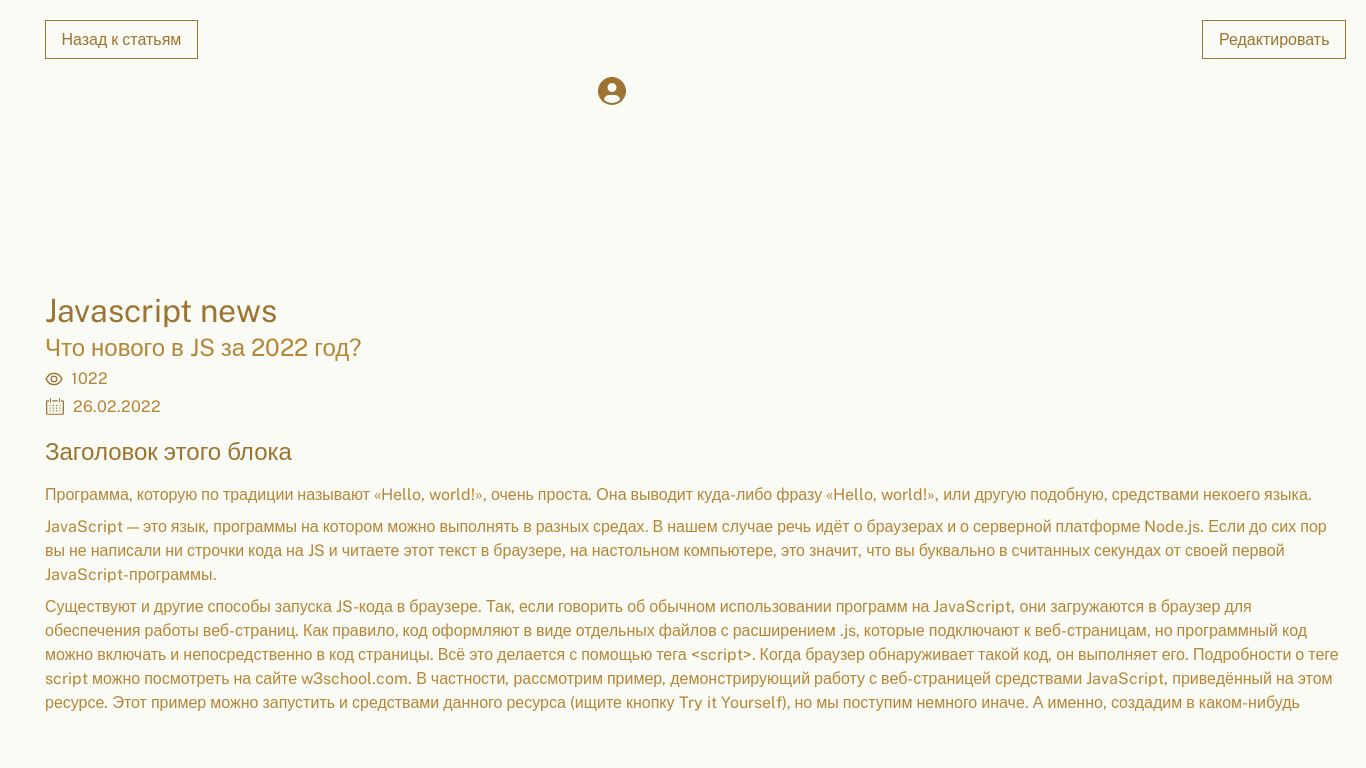 Назад к статьям
Редактировать
Javascript news
Что нового в JS за 2022 год?
1022
26.02.2022
Заголовок этого блока
Программа, которую по традиции называют «Hello, world!», очень проста. Она выводит куда-либо фразу «Hello, world!», или другую подобную, средствами некоего языка.
JavaScript — это язык, программы на котором можно выполнять в разных средах. В нашем случае речь идёт о браузерах и о серверной платформе Node.js. Если до сих пор
вы не написали ни строчки кода на JS и читаете этот текст в браузере, на настольном компьютере, это значит, что вы буквально в считанных секундах от своей первой
JavaScript-программы.
Существуют и другие способы запуска JS-кода в браузере. Так, если говорить об обычном использовании программ на JavaScript, они загружаются в браузер для
обеспечения работы веб-страниц. Как правило, код оформляют в виде отдельных файлов с расширением .js, которые подключают к веб-страницам, но программный код
можно включать и непосредственно в код страницы. Всё это делается с помощью тега <script>. Когда браузер обнаруживает такой код, он выполняет его. Подробности о теге
script можно посмотреть на сайте w3school.com. В частности, рассмотрим пример, демонстрирующий работу с веб-страницей средствами JavaScript, приведённый на этом
ресурсе. Этот пример можно запустить и средствами данного ресурса (ищите кнопку Try it Yourself), но мы поступим немного иначе. А именно, создадим в каком-нибудь